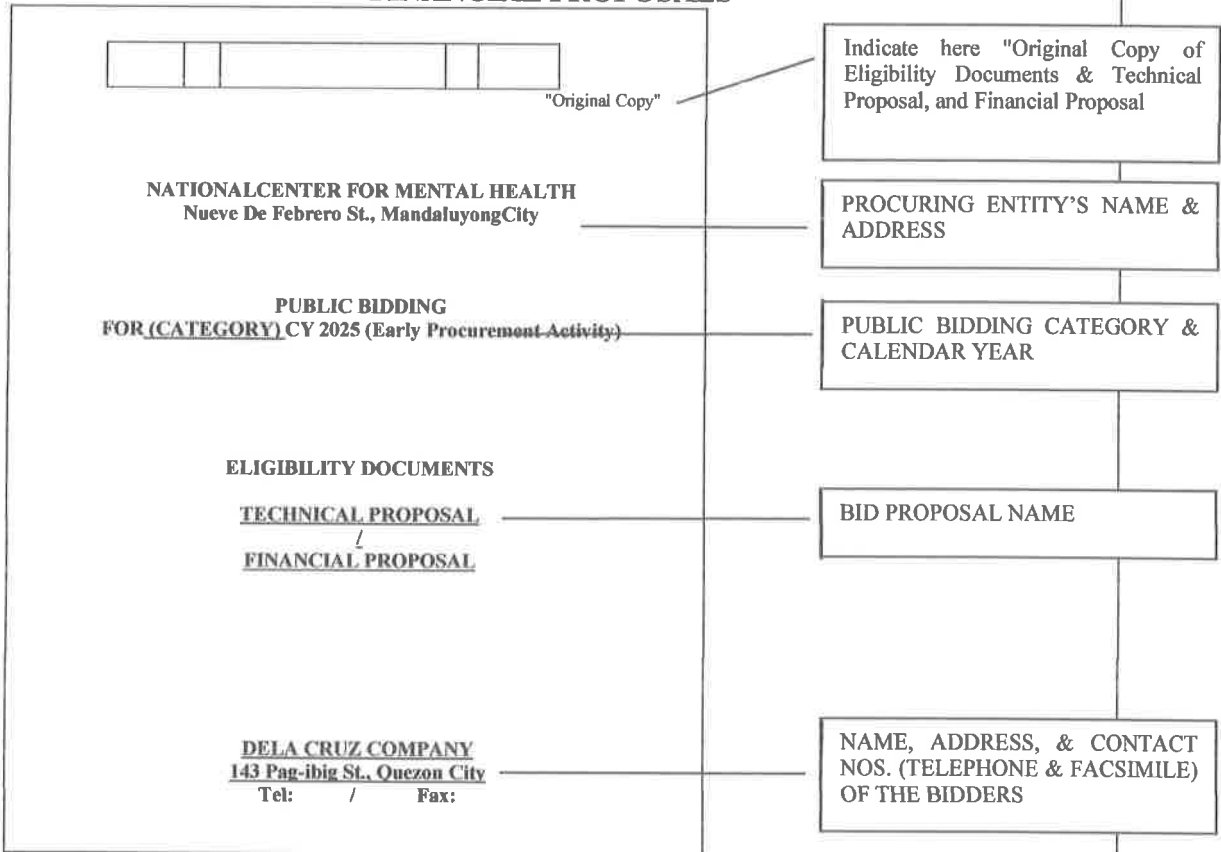 "Original Copy"
Indicate here "Original Copy of
Eligibility Documents & Technical
Proposal, and Financial Proposal
NATIONALCENTER FOR MENTAL HEALTH
Nueve De Febrero St., MandaluyongCity
PROCURING ENTITY'S NAME &
ADDRESS
PUBLIC BIDDING
FOR (CATEGORY) CY 2025 (Early Procurement Activity)
PUBLIC BIDDING CATEGORY &
CALENDAR YEAR
ELIGIBILITY DOCUMENTS
TECHNICAL PROPOSAL
/
FINANCIAL PROPOSAL
BID PROPOSAL NAME
DELA CRUZ COMPANY
143 Pag-ibig St., Quezon City
Tel: / Fax:
NAME, ADDRESS, & CONTACT
NOS. (TELEPHONE & FACSIMILE)
OF THE BIDDERS